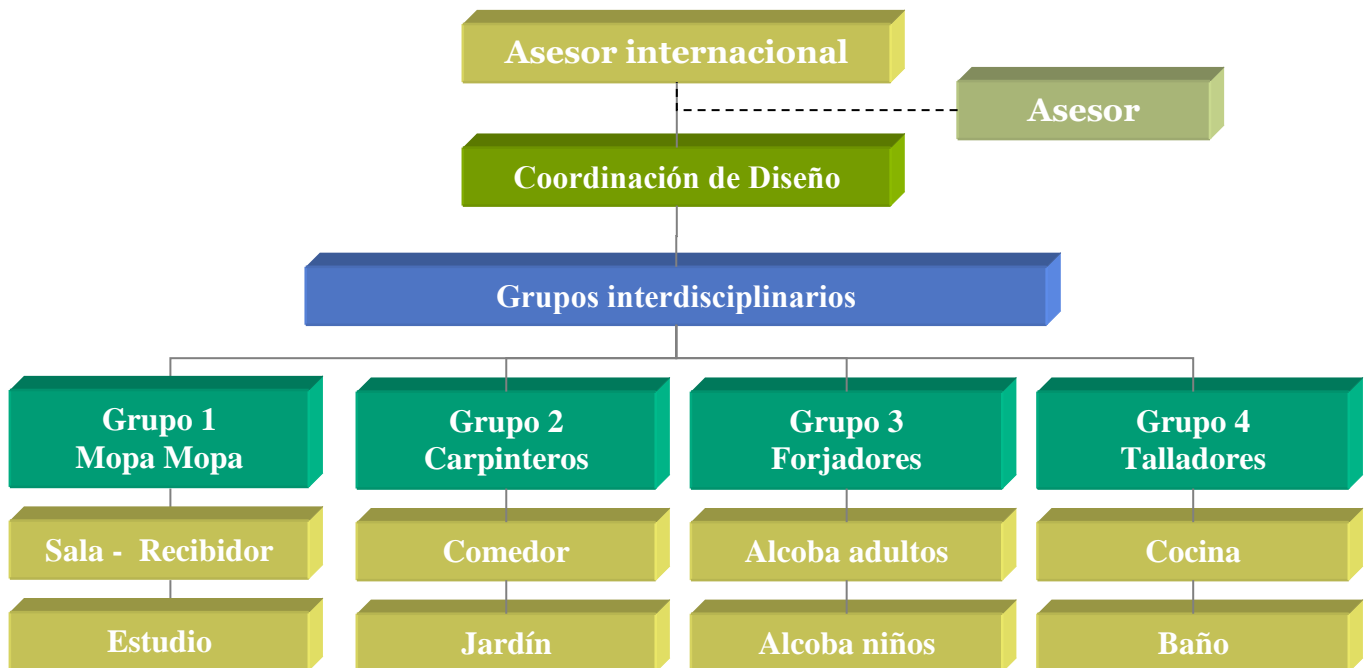 Asesor internacional
Asesor
Coordinación de Diseño
Grupos interdisciplinarios
Grupo 1
Mopa Mopa
Grupo 2
Carpinteros
Grupo 3
Forjadores
Grupo 4
Talladores
Sala - Recibidor
Comedor
Alcoba adultos
Cocina
Estudio
Jardín
Alcoba niños
Baño